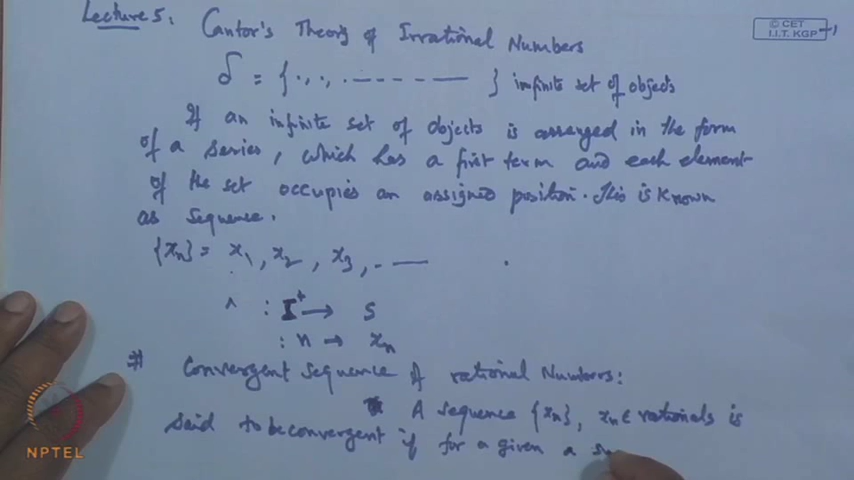 Lecture 5: Cantor's Theory of Irrational Numbers
© CET
I.I.T. KGP
S = { ., ., . ------- } infinite set of objects
If an infinite set of objects is arranged in the form
of a series, which has a first term and each element
of the set occupies an assigned position. This is known
as sequence.
{xn} = x1, x2, x3, . ——
: I+ → S
: n → xn
# Convergent sequence of rational Numbers:
A sequence {xn}, xn ∈ rationals is
said to be convergent if for a given a
NPTEL